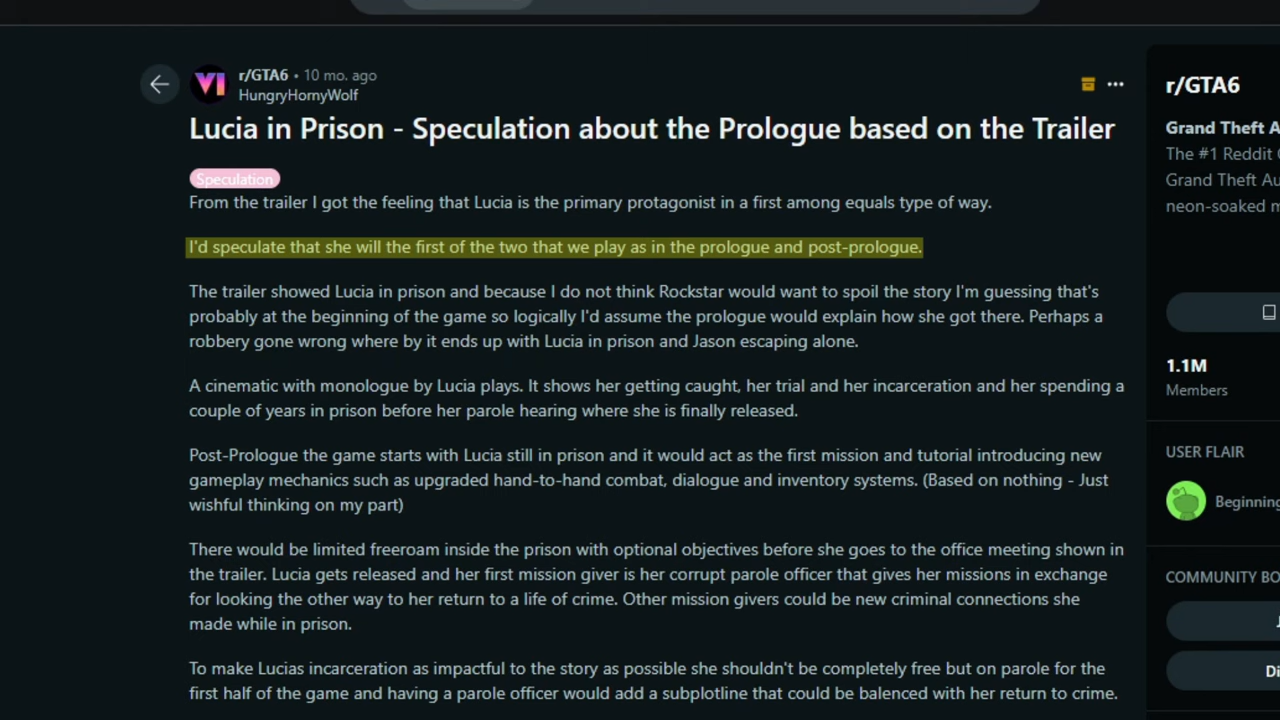 r/GTA6 • 10 mo. ago
HungryHornyWolf
Lucia in Prison - Speculation about the Prologue based on the Trailer
Speculation
From the trailer I got the feeling that Lucia is the primary protagonist in a first among equals type of way.
I'd speculate that she will the first of the two that we play as in the prologue and post-prologue.
The trailer showed Lucia in prison and because I do not think Rockstar would want to spoil the story I'm guessing that's
probably at the beginning of the game so logically I'd assume the prologue would explain how she got there. Perhaps a
robbery gone wrong where by it ends up with Lucia in prison and Jason escaping alone.
A cinematic with monologue by Lucia plays. It shows her getting caught, her trial and her incarceration and her spending a
couple of years in prison before her parole hearing where she is finally released.
Post-Prologue the game starts with Lucia still in prison and it would act as the first mission and tutorial introducing new
gameplay mechanics such as upgraded hand-to-hand combat, dialogue and inventory systems. (Based on nothing - Just
wishful thinking on my part)
There would be limited freeroam inside the prison with optional objectives before she goes to the office meeting shown in
the trailer. Lucia gets released and her first mission giver is her corrupt parole officer that gives her missions in exchange
for looking the other way to her return to a life of crime. Other mission givers could be new criminal connections she
made while in prison.
To make Lucias incarceration as impactful to the story as possible she shouldn't be completely free but on parole for the
first half of the game and having a parole officer would add a subplotline that could be balenced with her return to crime.
r/GTA6
Grand Theft A
The #1 Reddit
Grand Theft Au
neon-soaked m
1.1M
Members
USER FLAIR
Beginning
COMMUNITY BO
Di